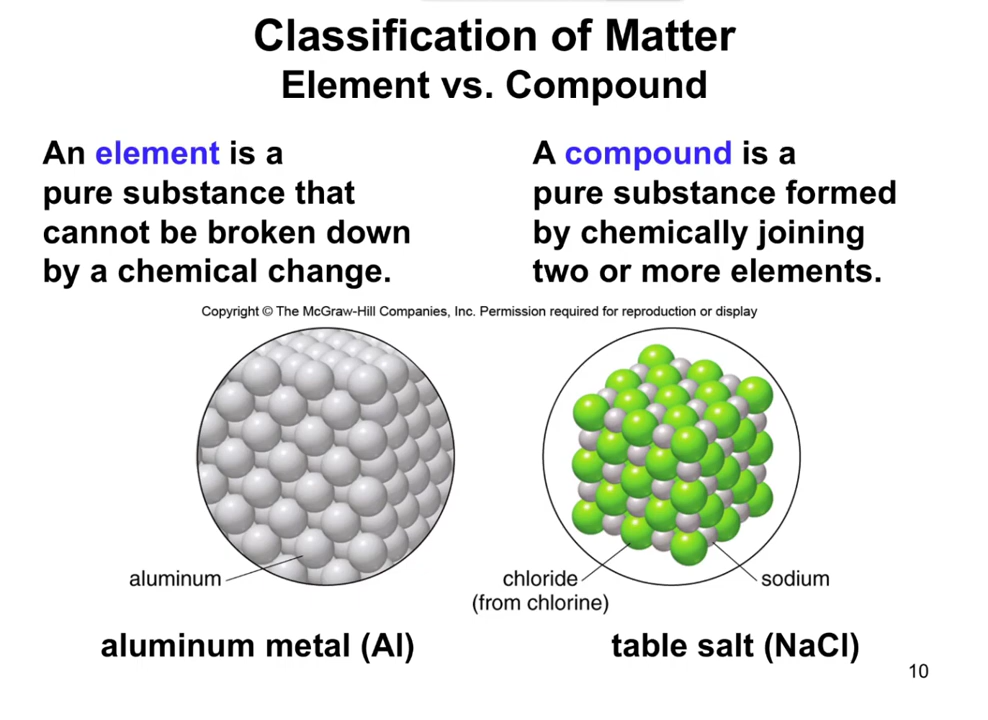 Classification of Matter
Element vs. Compound
An element is a
pure substance that
cannot be broken down
by a chemical change.
A compound is a
pure substance formed
by chemically joining
two or more elements.
Copyright © The McGraw-Hill Companies, Inc. Permission required for reproduction or display
aluminum
chloride
(from chlorine)
sodium
aluminum metal (Al)
table salt (NaCl)
10